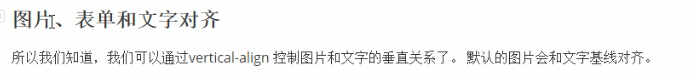 图片、表单和文字对齐
所以我们知道，我们可以通过vertical-align 控制图片和文字的垂直关系了。 默认的图片会和文字基线对齐。